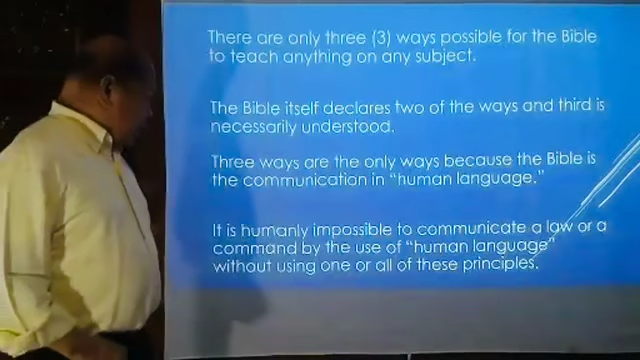 There are only three (3) ways possible for the Bible
to teach anything on any subject.
The Bible itself declares two of the ways and third is
necessarily understood.
Three ways are the only ways because the Bible is
the communication in “human language.”
It is humanly impossible to communicate a law or a
command by the use of “human language”
without using one or all of these principles.